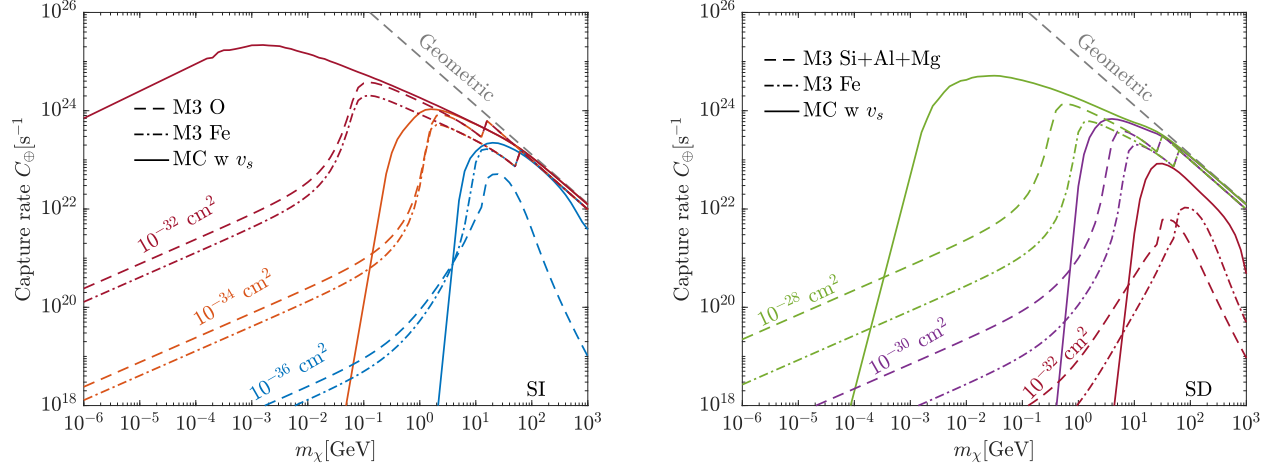 10^26
10^24
10^22
10^20
10^18
Capture rate C⊕[s^−1]
Geometric
M3 O
M3 Fe
MC w v_s
10^−32 cm^2
10^−34 cm^2
10^−36 cm^2
SI
10^−6 10^−5 10^−4 10^−3 10^−2 10^−1 10^0 10^1 10^2 10^3
m_χ[GeV]
10^26
10^24
10^22
10^20
10^18
Capture rate C⊕[s^−1]
Geometric
M3 Si+Al+Mg
M3 Fe
MC w v_s
10^−28 cm^2
10^−30 cm^2
10^−32 cm^2
SD
10^−6 10^−5 10^−4 10^−3 10^−2 10^−1 10^0 10^1 10^2 10^3
m_χ[GeV]